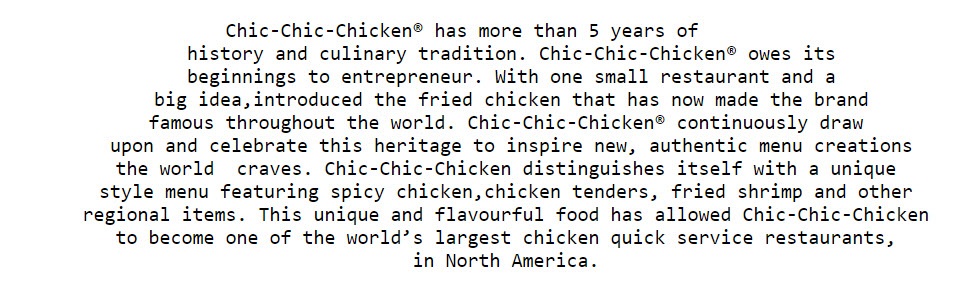 Chic-Chic-Chicken® has more than 5 years of
history and culinary tradition. Chic-Chic-Chicken® owes its
beginnings to entrepreneur. With one small restaurant and a
big idea,introduced the fried chicken that has now made the brand
famous throughout the world. Chic-Chic-Chicken® continuously draw
upon and celebrate this heritage to inspire new, authentic menu creations
the world  craves. Chic-Chic-Chicken distinguishes itself with a unique
style menu featuring spicy chicken,chicken tenders, fried shrimp and other
regional items. This unique and flavourful food has allowed Chic-Chic-Chicken
to become one of the world’s largest chicken quick service restaurants,
in North America.